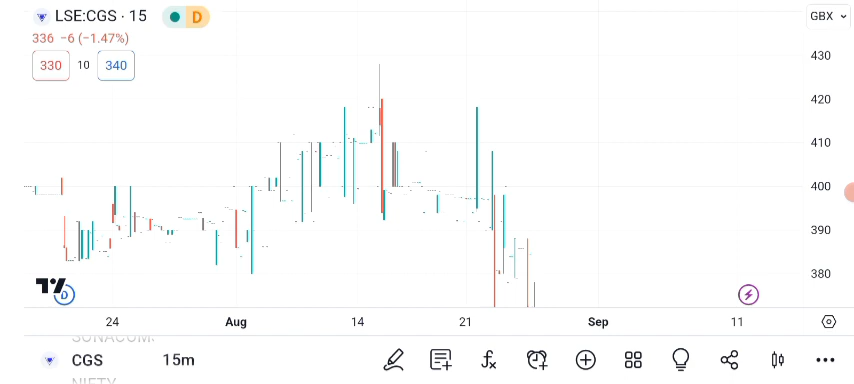 LSE:CGS · 15 D
GBX
336 −6 (−1.47%)
330 10 340
430
420
410
400
390
380
D
24 Aug 14 21 Sep 11
CGS 15m
NIFTY